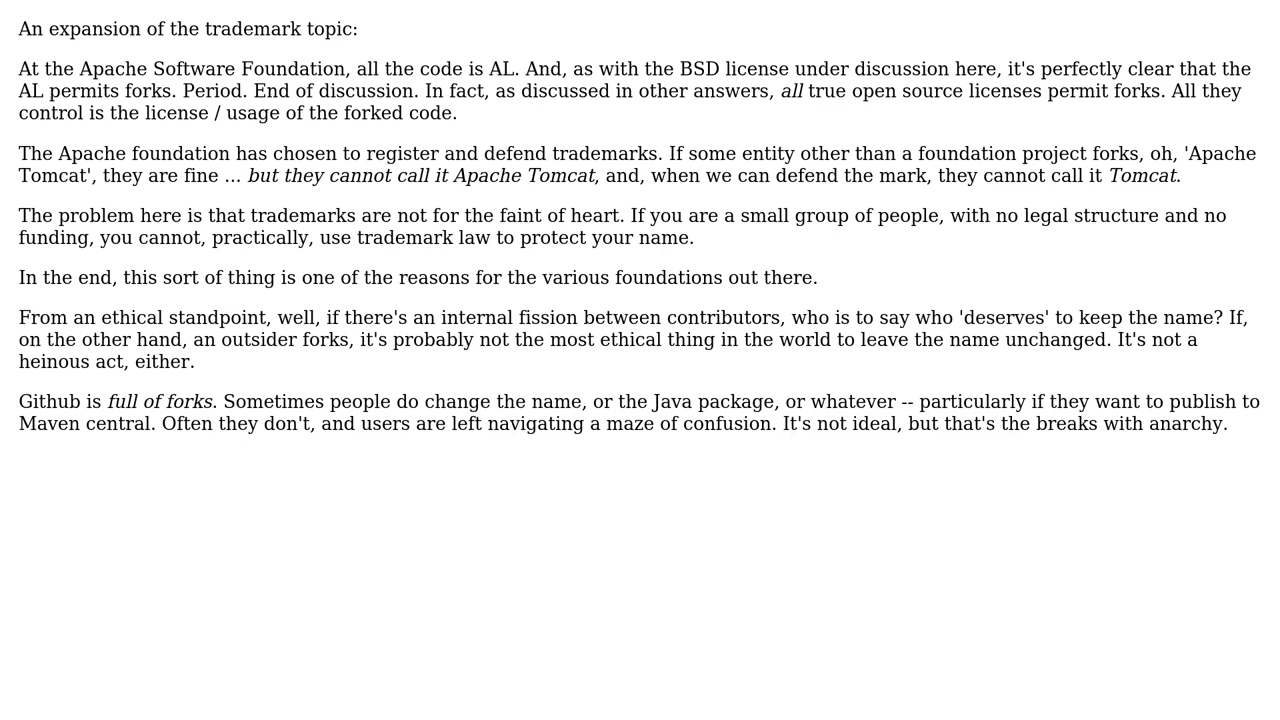 An expansion of the trademark topic:
At the Apache Software Foundation, all the code is AL. And, as with the BSD license under discussion here, it's perfectly clear that the
AL permits forks. Period. End of discussion. In fact, as discussed in other answers, all true open source licenses permit forks. All they
control is the license / usage of the forked code.
The Apache foundation has chosen to register and defend trademarks. If some entity other than a foundation project forks, oh, 'Apache
Tomcat', they are fine ... but they cannot call it Apache Tomcat, and, when we can defend the mark, they cannot call it Tomcat.
The problem here is that trademarks are not for the faint of heart. If you are a small group of people, with no legal structure and no
funding, you cannot, practically, use trademark law to protect your name.
In the end, this sort of thing is one of the reasons for the various foundations out there.
From an ethical standpoint, well, if there's an internal fission between contributors, who is to say who 'deserves' to keep the name? If,
on the other hand, an outsider forks, it's probably not the most ethical thing in the world to leave the name unchanged. It's not a
heinous act, either.
Github is full of forks. Sometimes people do change the name, or the Java package, or whatever -- particularly if they want to publish to
Maven central. Often they don't, and users are left navigating a maze of confusion. It's not ideal, but that's the breaks with anarchy.